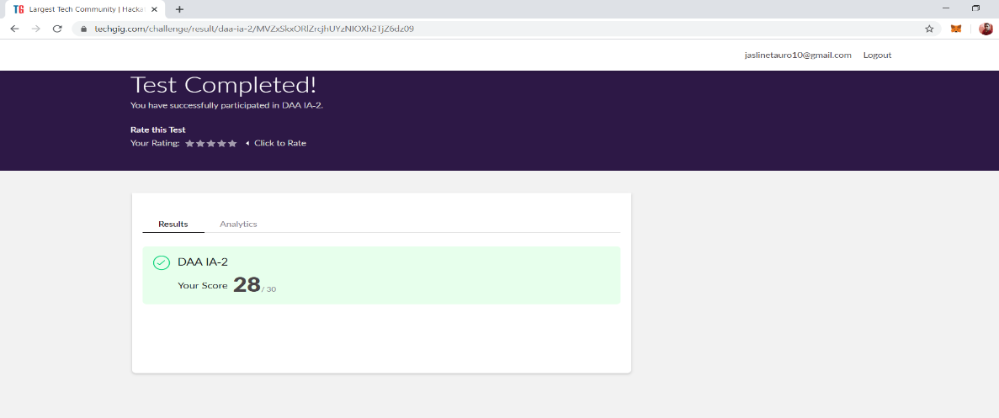 TG Largest Tech Community | Hacka
techgig.com/challenge/result/daa-ia-2/MVZxSkxORlZrcjhUYzNIOXh2TjZ6dz09
jaslinetauro10@gmail.com Logout
Test Completed!
You have successfully participated in DAA IA-2.
Rate this Test
Your Rating: Click to Rate
Results Analytics
DAA IA-2
Your Score 28 / 30